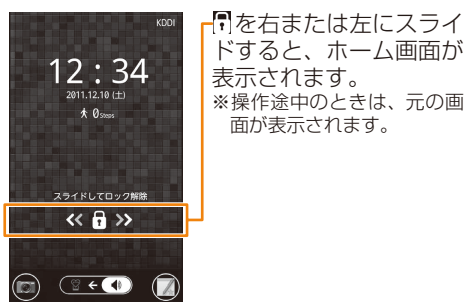 KDDI
12:34
2011.12.10 (土)
0 Steps
スライドしてロック解除
を右または左にスライ
ドすると、ホーム画面が
表示されます。
※操作途中のときは、元の画
面が表示されます。